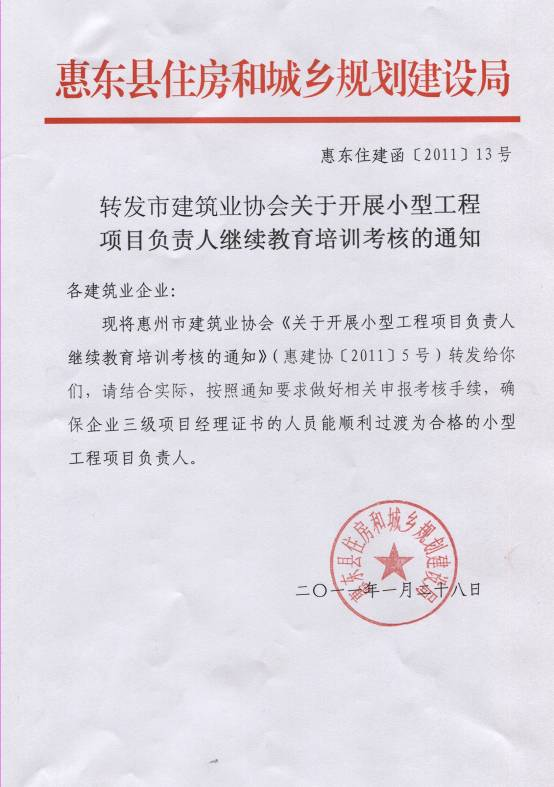 惠东县住房和城乡规划建设局
惠东住建函〔2011〕13号
转发市建筑业协会关于开展小型工程
项目负责人继续教育培训考核的通知
各建筑业企业：
现将惠州市建筑业协会《关于开展小型工程项目负责人
继续教育培训考核的通知》（惠建协〔2011〕5号）转发给你
们，请结合实际，按照通知要求做好相关申报考核手续，确
保企业三级项目经理证书的人员能顺利过渡为合格的小型
工程项目负责人。
惠东县住房和城乡规划建设局
二〇一一年一月二十八日